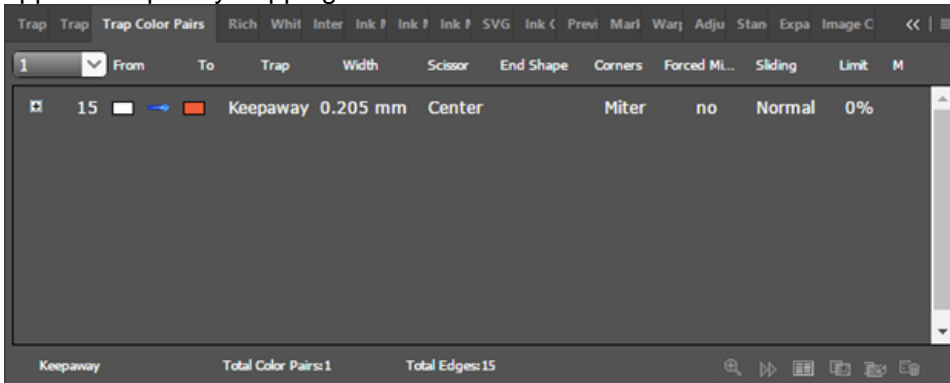 Trap Trap Trap Color Pairs Rich Whit Inter Ink Ink Ink SVG Ink Previ Mark Warp Adju Stan Expa Image C
1 From To Trap Width Scissor End Shape Corners Forced Mi... Sliding Limit M
15 Keepaway 0.205 mm Center Miter no Normal 0%
Keepaway Total Color Pairs:1 Total Edges:15